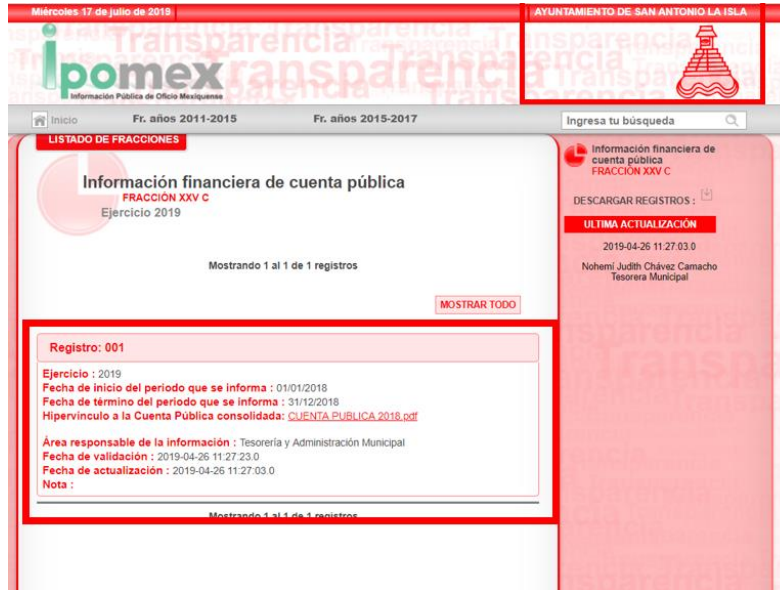 Miércoles 17 de julio de 2019
AYUNTAMIENTO DE SAN ANTONIO LA ISLA
Transparencia
ipomex
Información Pública de Oficio Mexiquense
Inicio
Fr. años 2011-2015
Fr. años 2015-2017
Ingresa tu búsqueda
LISTADO DE FRACCIONES
Información financiera de cuenta pública
FRACCIÓN XXV C
Ejercicio 2019
Mostrando 1 al 1 de 1 registros
MOSTRAR TODO
Registro: 001
Ejercicio : 2019
Fecha de inicio del periodo que se informa : 01/01/2018
Fecha de término del periodo que se informa : 31/12/2018
Hipervínculo a la Cuenta Pública consolidada: CUENTA PUBLICA 2018.pdf
Área responsable de la información : Tesorería y Administración Municipal
Fecha de validación : 2019-04-26 11:27:23.0
Fecha de actualización : 2019-04-26 11:27:03.0
Nota :
Mostrando 1 al 1 de 1 registros
Información financiera de
cuenta pública
FRACCIÓN XXV C
DESCARGAR REGISTROS :
ULTIMA ACTUALIZACIÓN
2019-04-26 11:27:03.0
Nohemí Judith Chávez Camacho
Tesorera Municipal